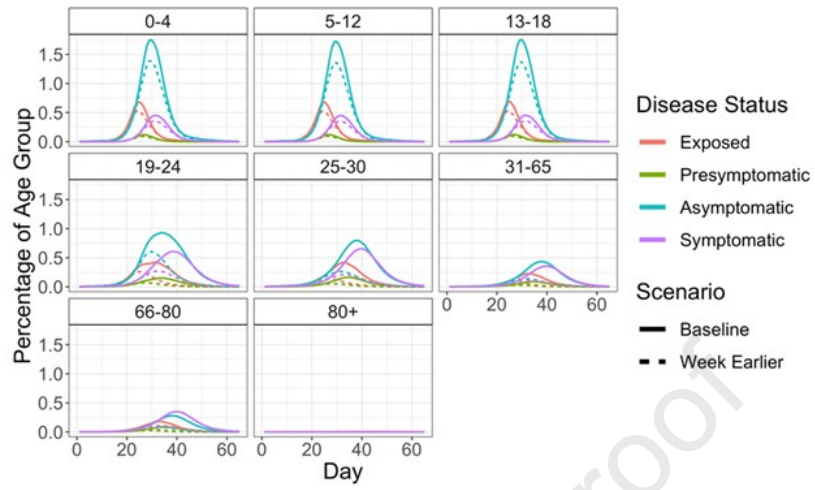 0-4 5-12 13-18
1.5
1.0
0.5
0.0
19-24 25-30 31-65
1.5
1.0
0.5
0.0
0 20 40 60
66-80 80+
1.5
1.0
0.5
0.0
0 20 40 60 0 20 40 60
Day
Percentage of Age Group
Disease Status
Exposed
Presymptomatic
Asymptomatic
Symptomatic
Scenario
Baseline
Week Earlier
roof